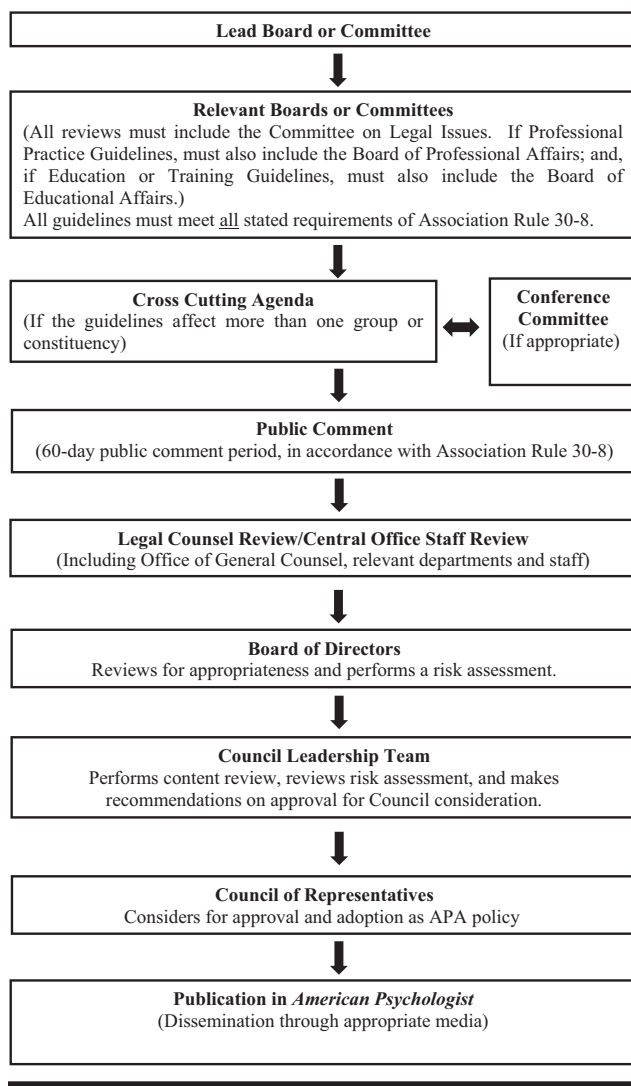 Lead Board or Committee
Relevant Boards or Committees
(All reviews must include the Committee on Legal Issues. If Professional
Practice Guidelines, must also include the Board of Professional Affairs; and,
if Education or Training Guidelines, must also include the Board of
Educational Affairs.)
All guidelines must meet all stated requirements of Association Rule 30-8.
Cross Cutting Agenda
(If the guidelines affect more than one group or
constituency)
Conference
Committee
(If appropriate)
Public Comment
(60-day public comment period, in accordance with Association Rule 30-8)
Legal Counsel Review/Central Office Staff Review
(Including Office of General Counsel, relevant departments and staff)
Board of Directors
Reviews for appropriateness and performs a risk assessment.
Council Leadership Team
Performs content review, reviews risk assessment, and makes
recommendations on approval for Council consideration.
Council of Representatives
Considers for approval and adoption as APA policy
Publication in American Psychologist
(Dissemination through appropriate media)